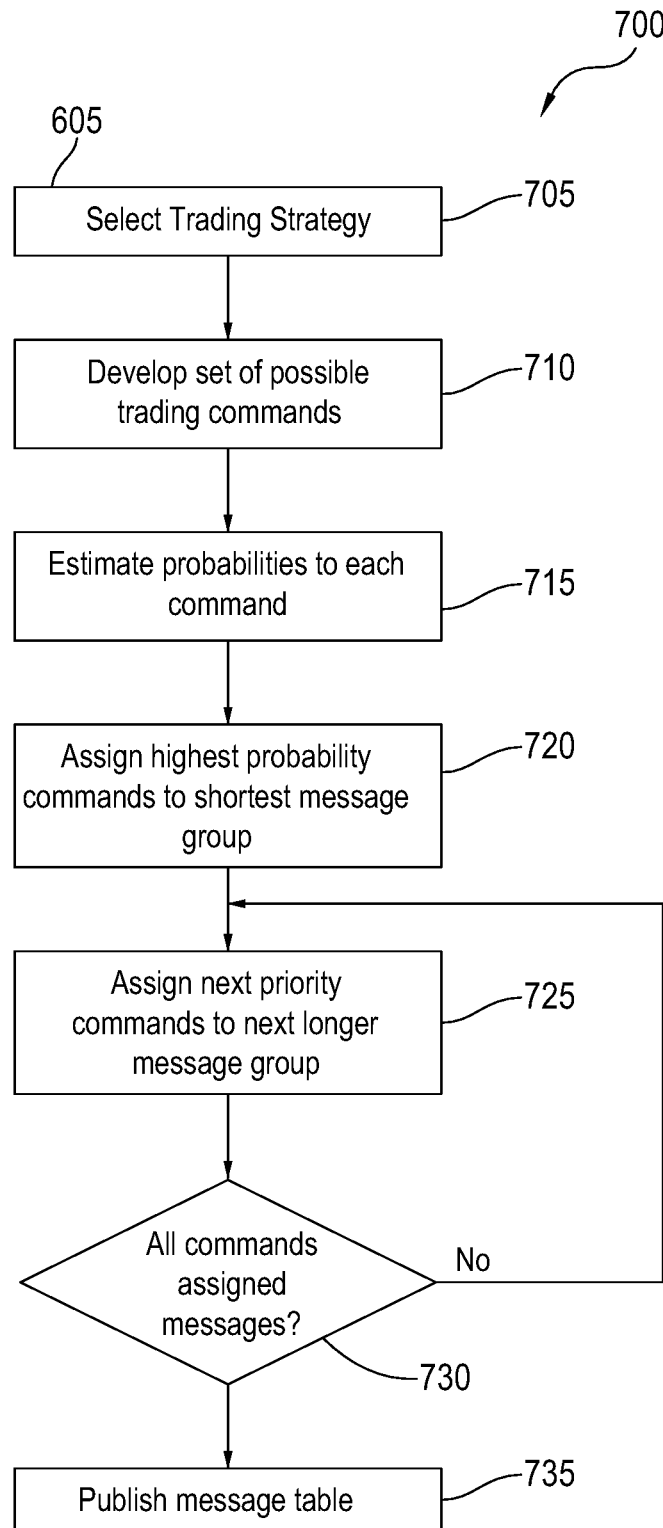 700
605
Select Trading Strategy
705
Develop set of possible
trading commands
710
Estimate probabilities to each
command
715
Assign highest probability
commands to shortest message
group
720
Assign next priority
commands to next longer
message group
725
All commands
assigned
messages?
No
730
Publish message table
735